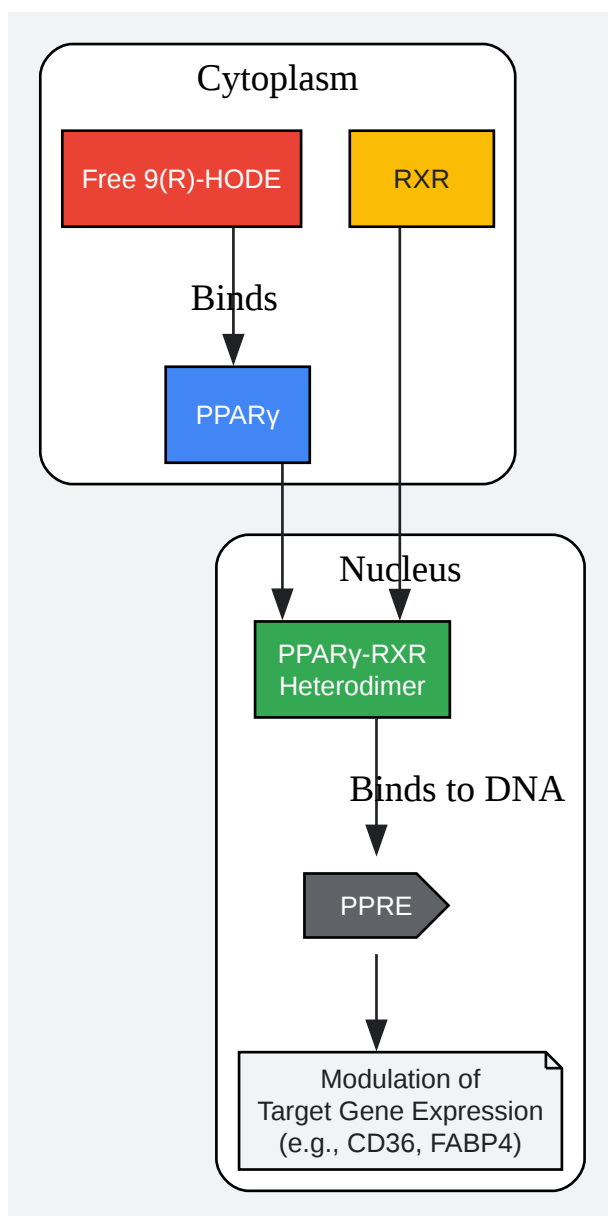 Cytoplasm
Free 9(R)-HODE
RXR
Binds
PPARγ
Nucleus
PPARγ-RXR
Heterodimer
Binds to DNA
PPRE
Modulation of
Target Gene Expression
(e.g., CD36, FABP4)